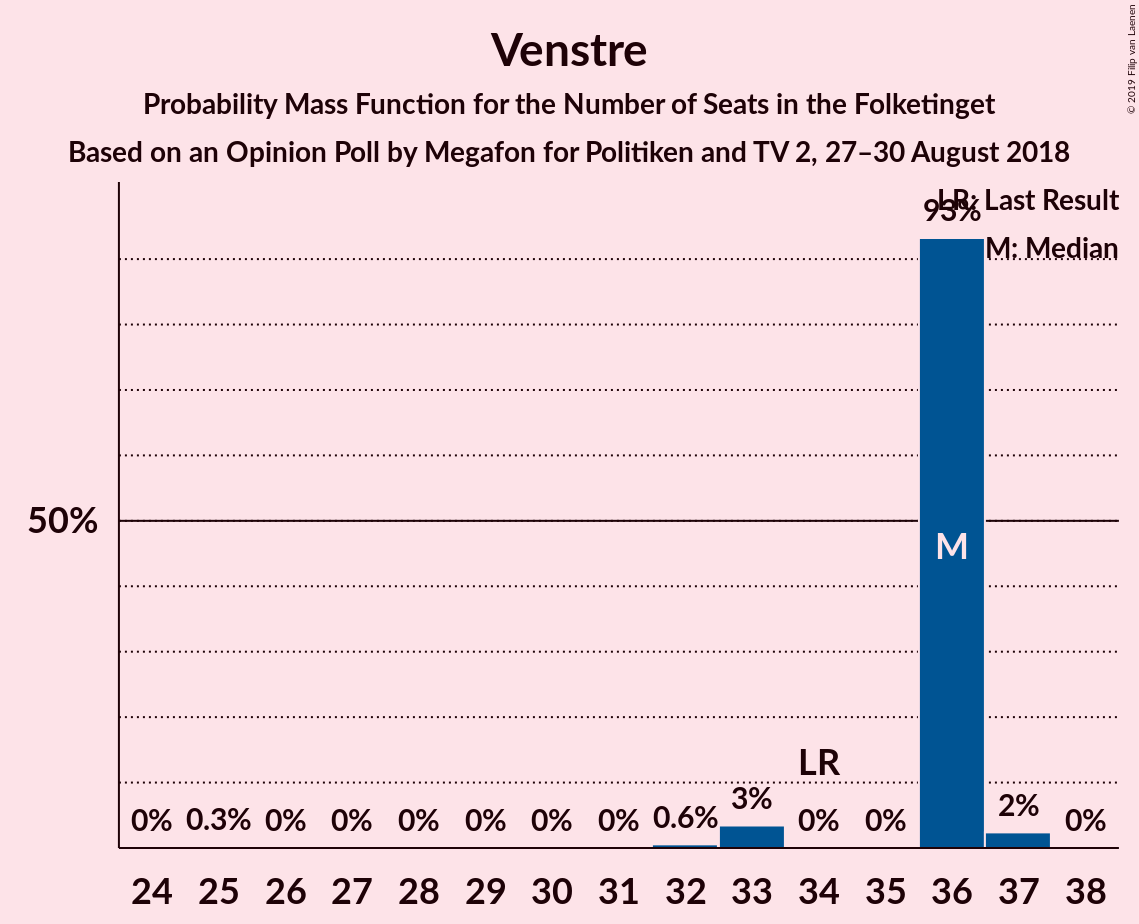 Venstre
Probability Mass Function for the Number of Seats in the Folketinget
Based on an Opinion Poll by Megafon for Politiken and TV 2, 27–30 August 2018
© 2019 Filip van Laenen
LR: Last Result
M: Median
93%
50%
M
LR
0% 0.3% 0% 0% 0% 0% 0% 0% 0.6% 3% 0% 0% 2% 0%
24 25 26 27 28 29 30 31 32 33 34 35 36 37 38